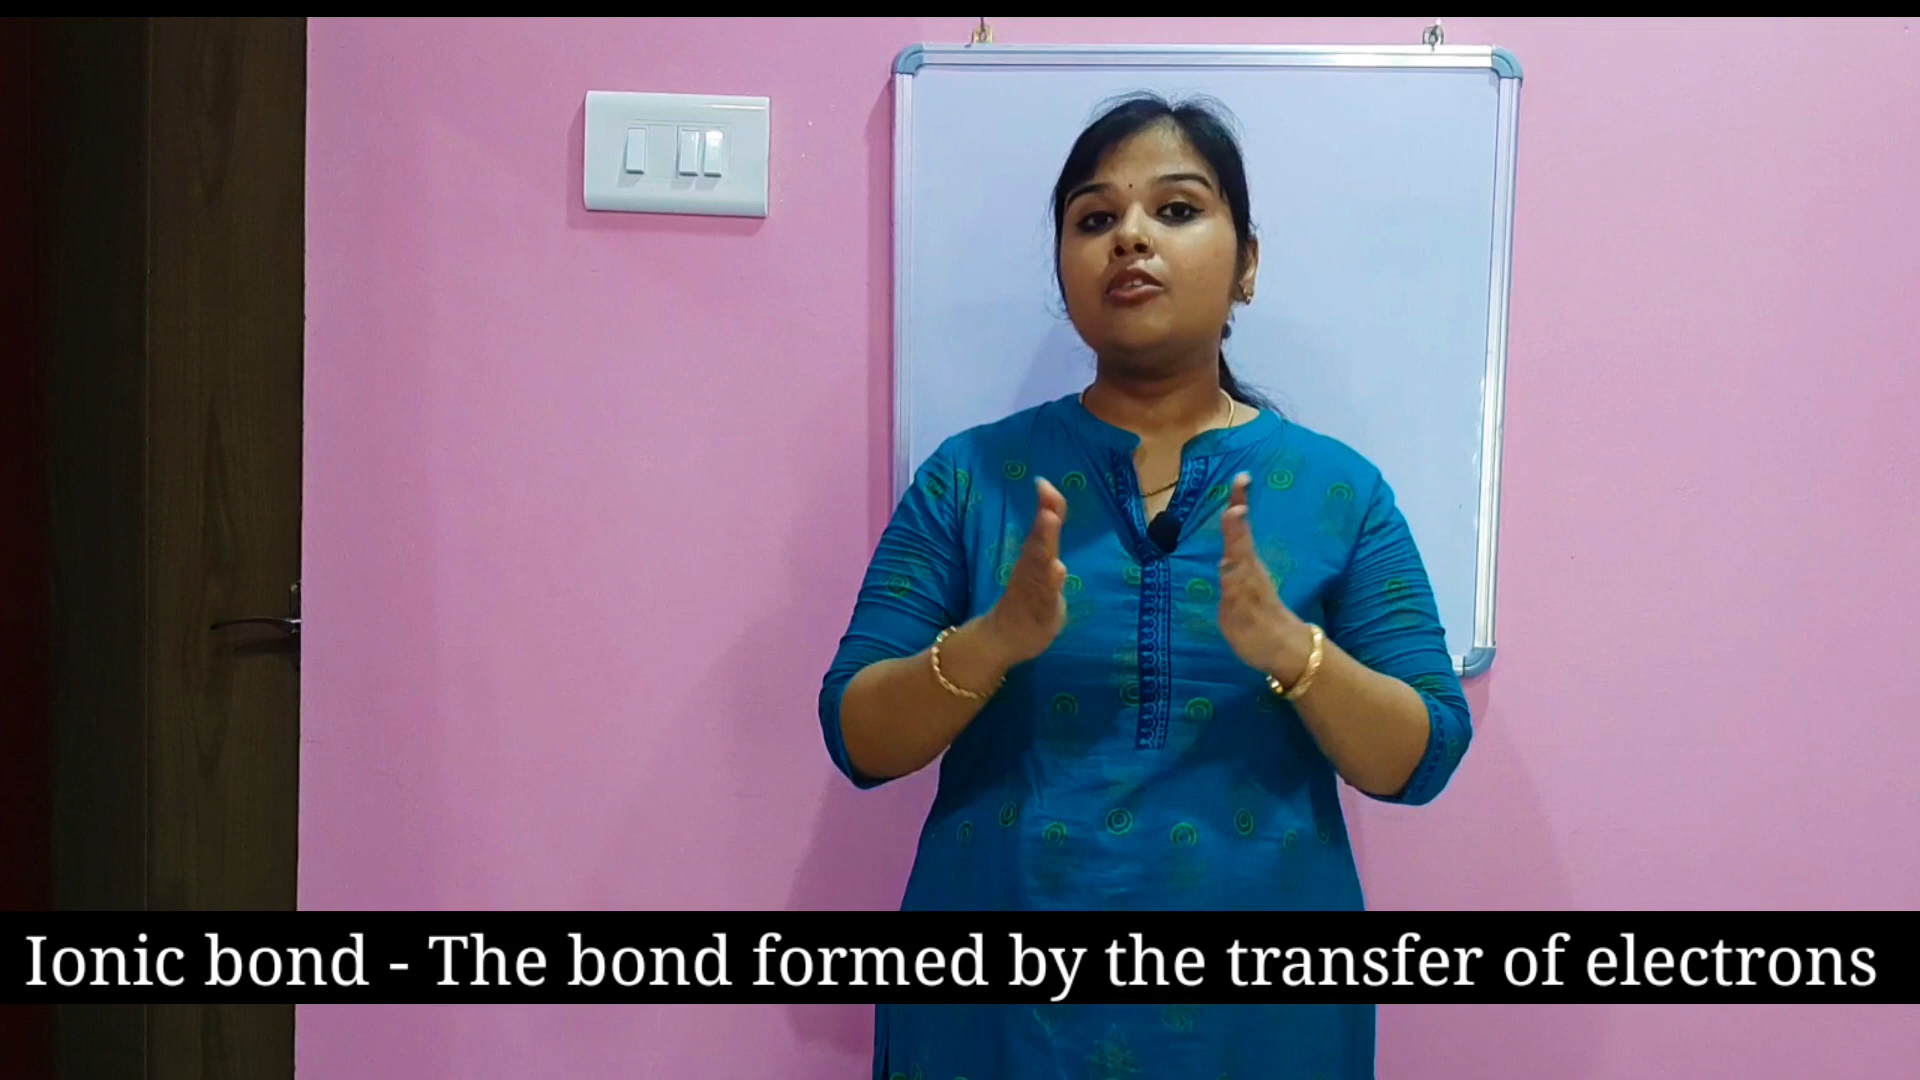 Ionic bond - The bond formed by the transfer of electrons